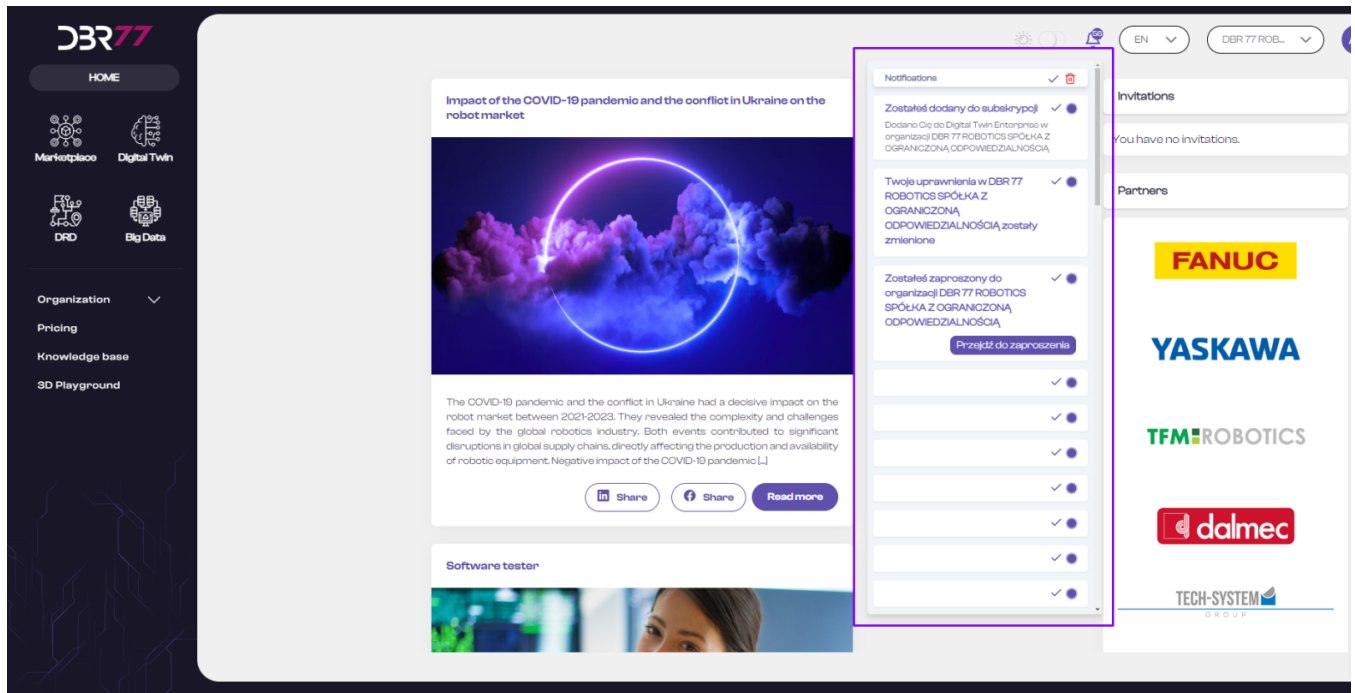 DBR77
HOME
Marketplace
Digital Twin
DRD
Big Data
Organization
Pricing
Knowledge base
3D Playground
56
EN
DBR 77 ROB...
Impact of the COVID-19 pandemic and the conflict in Ukraine on the
robot market
The COVID-19 pandemic and the conflict in Ukraine had a decisive impact on the
robot market between 2021-2023. They revealed the complexity and challenges
faced by the global robotics industry. Both events contributed to significant
disruptions in global supply chains, directly affecting the production and availability
of robotic equipment. Negative impact of the COVID-19 pandemic [...]
Share
Share
Read more
Software tester
Notifications
Zostałeś dodany do subskrypcji
Dodano Cię do Digital Twin Enterprise w
organizacji DBR 77 ROBOTICS SPÓŁKA Z
OGRANICZONĄ ODPOWIEDZIALNOŚCIĄ
Twoje uprawnienia w DBR 77
ROBOTICS SPÓŁKA Z
OGRANICZONĄ
ODPOWIEDZIALNOŚCIĄ zostały
zmienione
Zostałeś zaproszony do
organizacji DBR 77 ROBOTICS
SPÓŁKA Z OGRANICZONĄ
ODPOWIEDZIALNOŚCIĄ
Przejdź do zaproszenia
Invitations
You have no invitations.
Partners
FANUC
YASKAWA
TFM ROBOTICS
dalmec
TECH-SYSTEM
GROUP